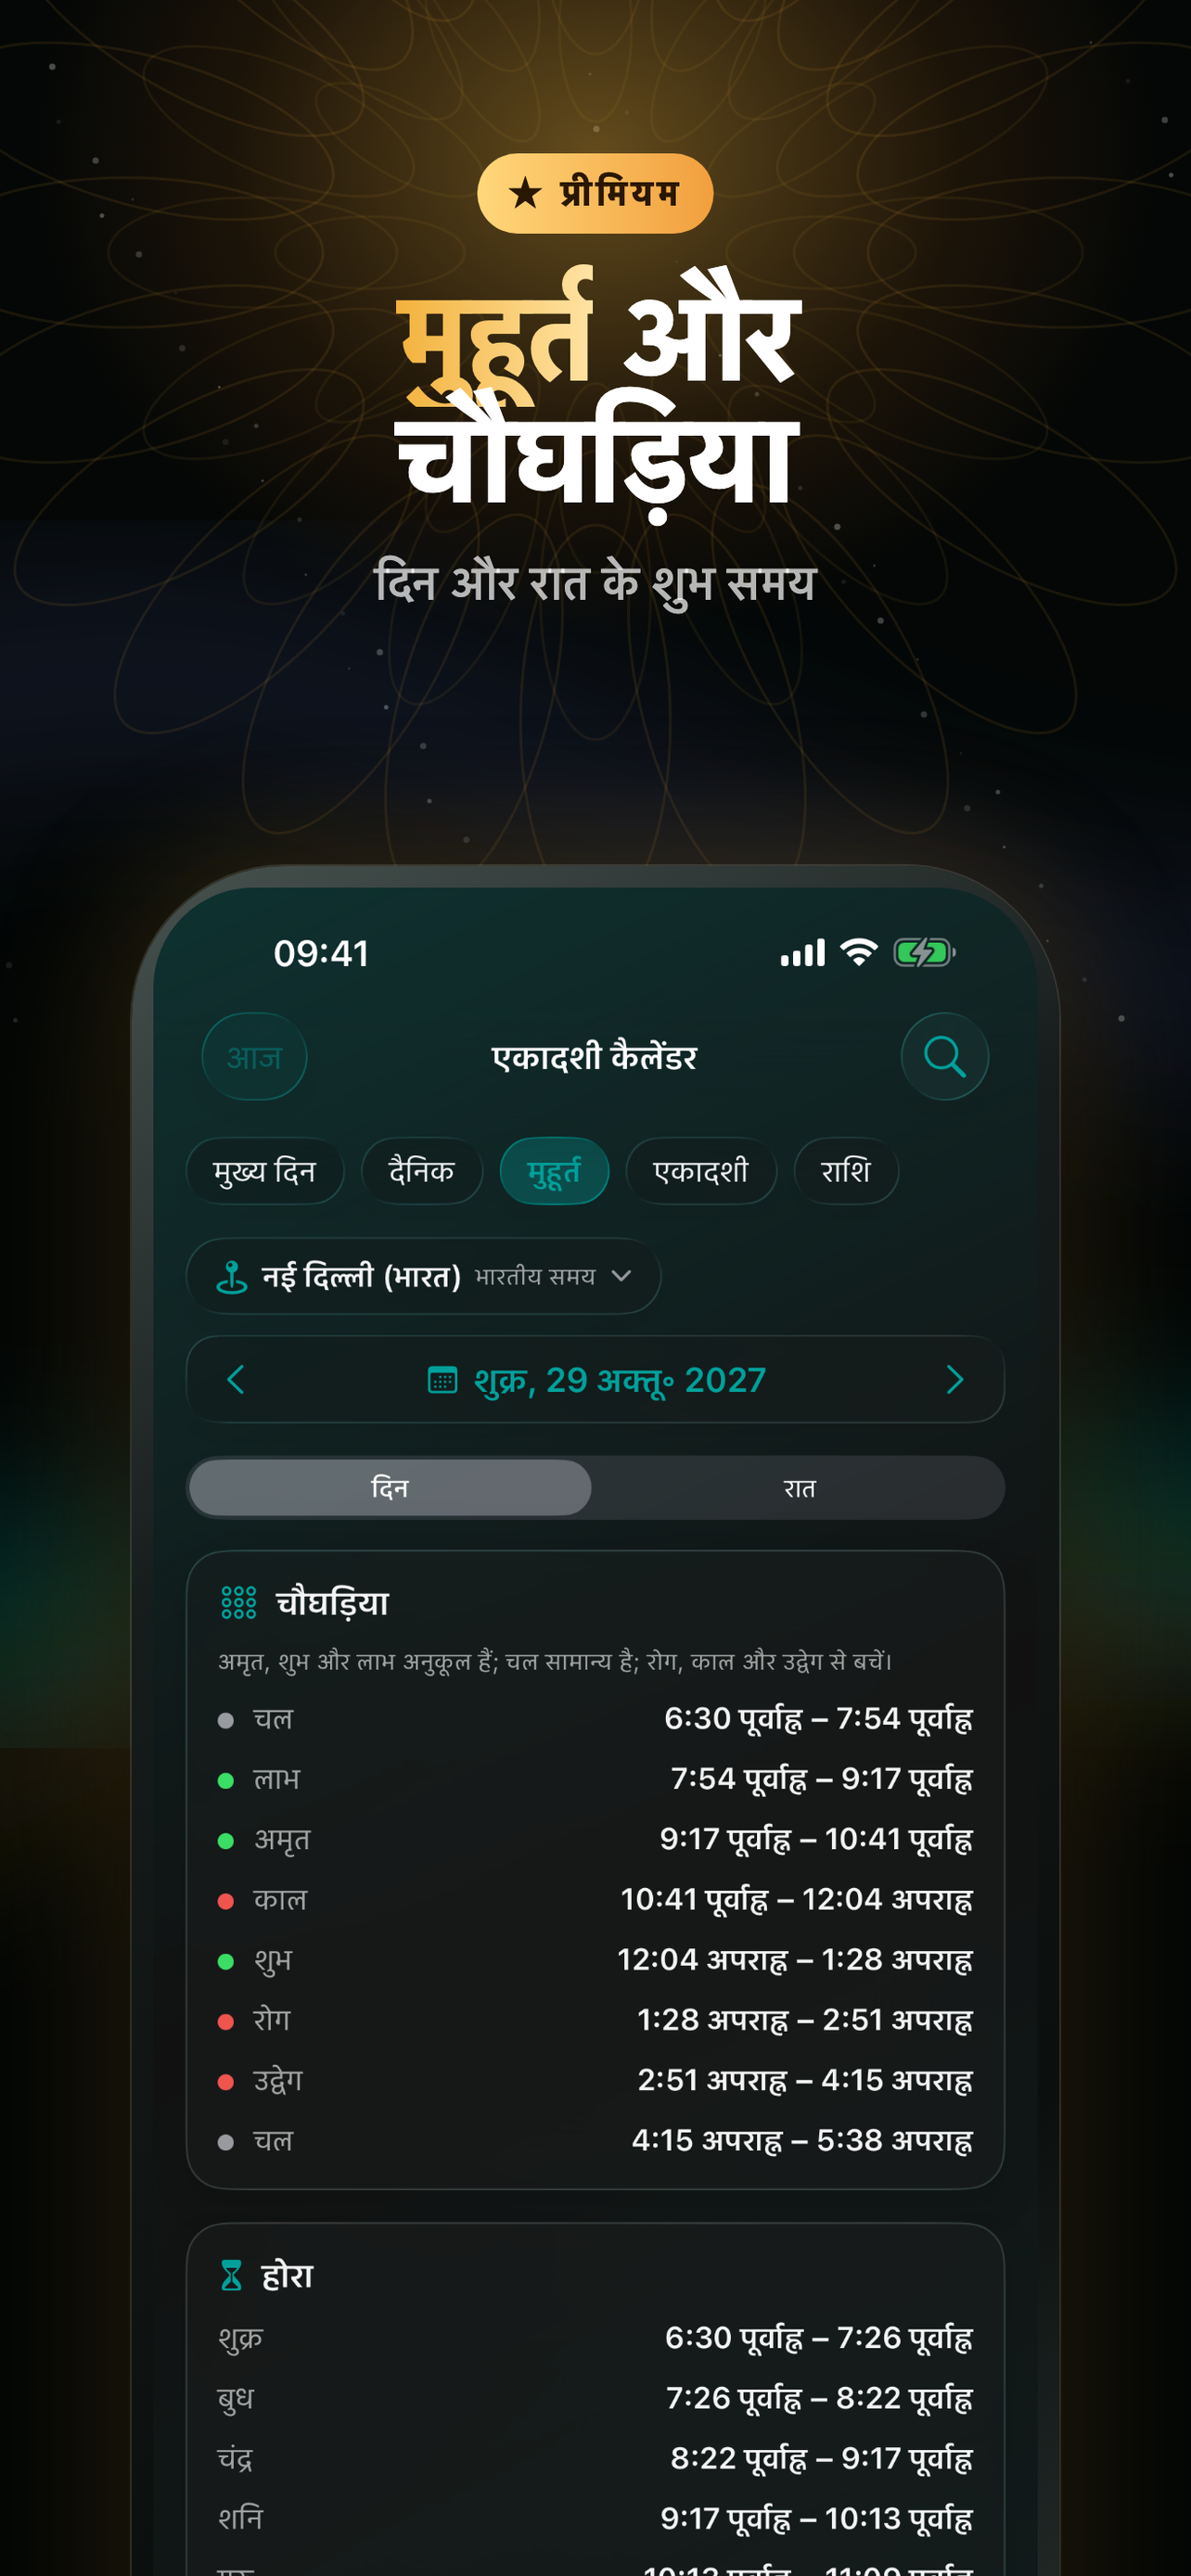 ★ प्रीमियम
मुहूर्त और
चौघड़िया
दिन और रात के शुभ समय
09:41
आज
एकादशी कैलेंडर
मुख्य दिन दैनिक मुहूर्त एकादशी राशि
नई दिल्ली (भारत) भारतीय समय
शुक्र, 29 अक्तू॰ 2027
दिन रात
चौघड़िया
अमृत, शुभ और लाभ अनुकूल हैं; चल सामान्य है; रोग, काल और उद्वेग से बचें।
चल 6:30 पूर्वाह्न – 7:54 पूर्वाह्न
लाभ 7:54 पूर्वाह्न – 9:17 पूर्वाह्न
अमृत 9:17 पूर्वाह्न – 10:41 पूर्वाह्न
काल 10:41 पूर्वाह्न – 12:04 अपराह्न
शुभ 12:04 अपराह्न – 1:28 अपराह्न
रोग 1:28 अपराह्न – 2:51 अपराह्न
उद्वेग 2:51 अपराह्न – 4:15 अपराह्न
चल 4:15 अपराह्न – 5:38 अपराह्न
होरा
शुक्र 6:30 पूर्वाह्न – 7:26 पूर्वाह्न
बुध 7:26 पूर्वाह्न – 8:22 पूर्वाह्न
चंद्र 8:22 पूर्वाह्न – 9:17 पूर्वाह्न
शनि 9:17 पूर्वाह्न – 10:13 पूर्वाह्न